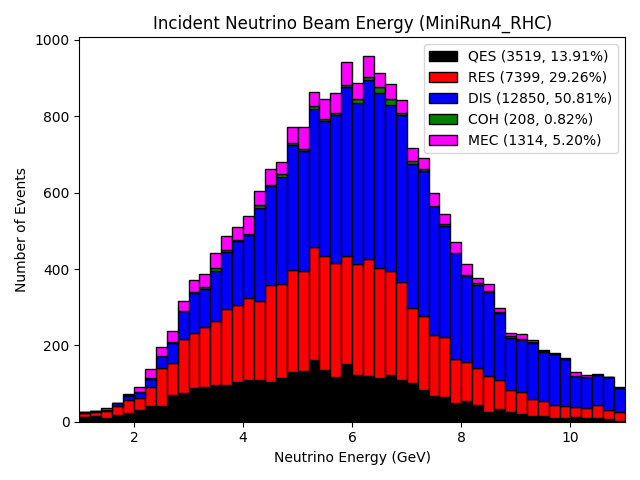 Incident Neutrino Beam Energy (MiniRun4_RHC)
1000
800
600
400
200
0
Number of Events
QES (3519, 13.91%)
RES (7399, 29.26%)
DIS (12850, 50.81%)
COH (208, 0.82%)
MEC (1314, 5.20%)
2
4
6
8
10
Neutrino Energy (GeV)